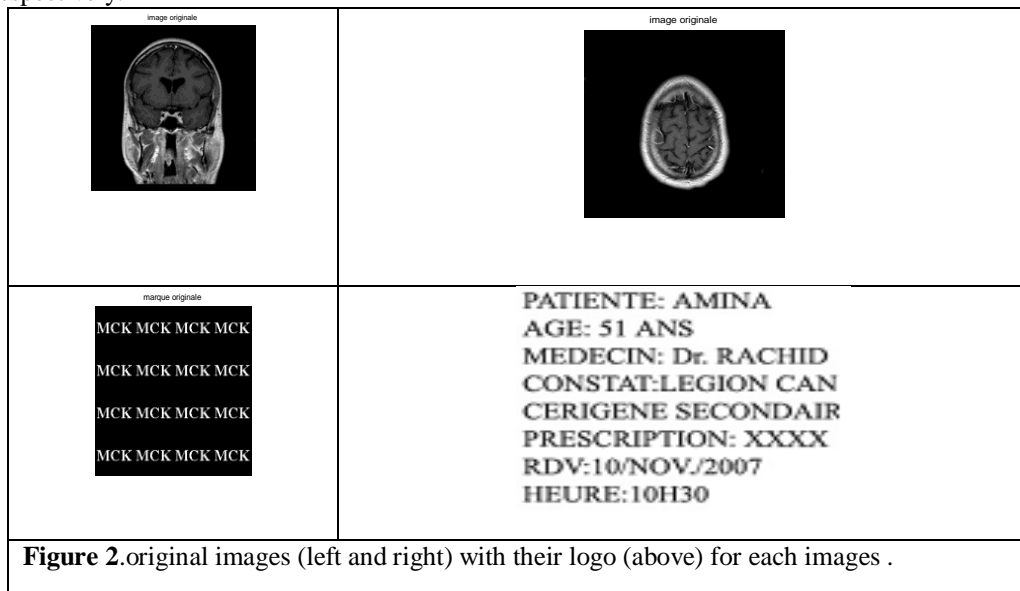 espectively.
image originale
image originale
marque originale
MCK MCK MCK MCK
MCK MCK MCK MCK
MCK MCK MCK MCK
MCK MCK MCK MCK
PATIENTE: AMINA
AGE: 51 ANS
MEDECIN: Dr. RACHID
CONSTAT:LEGION CAN
CERIGENE SECONDAIR
PRESCRIPTION: XXXX
RDV:10/NOV./2007
HEURE:10H30
Figure 2.original images (left and right) with their logo (above) for each images .